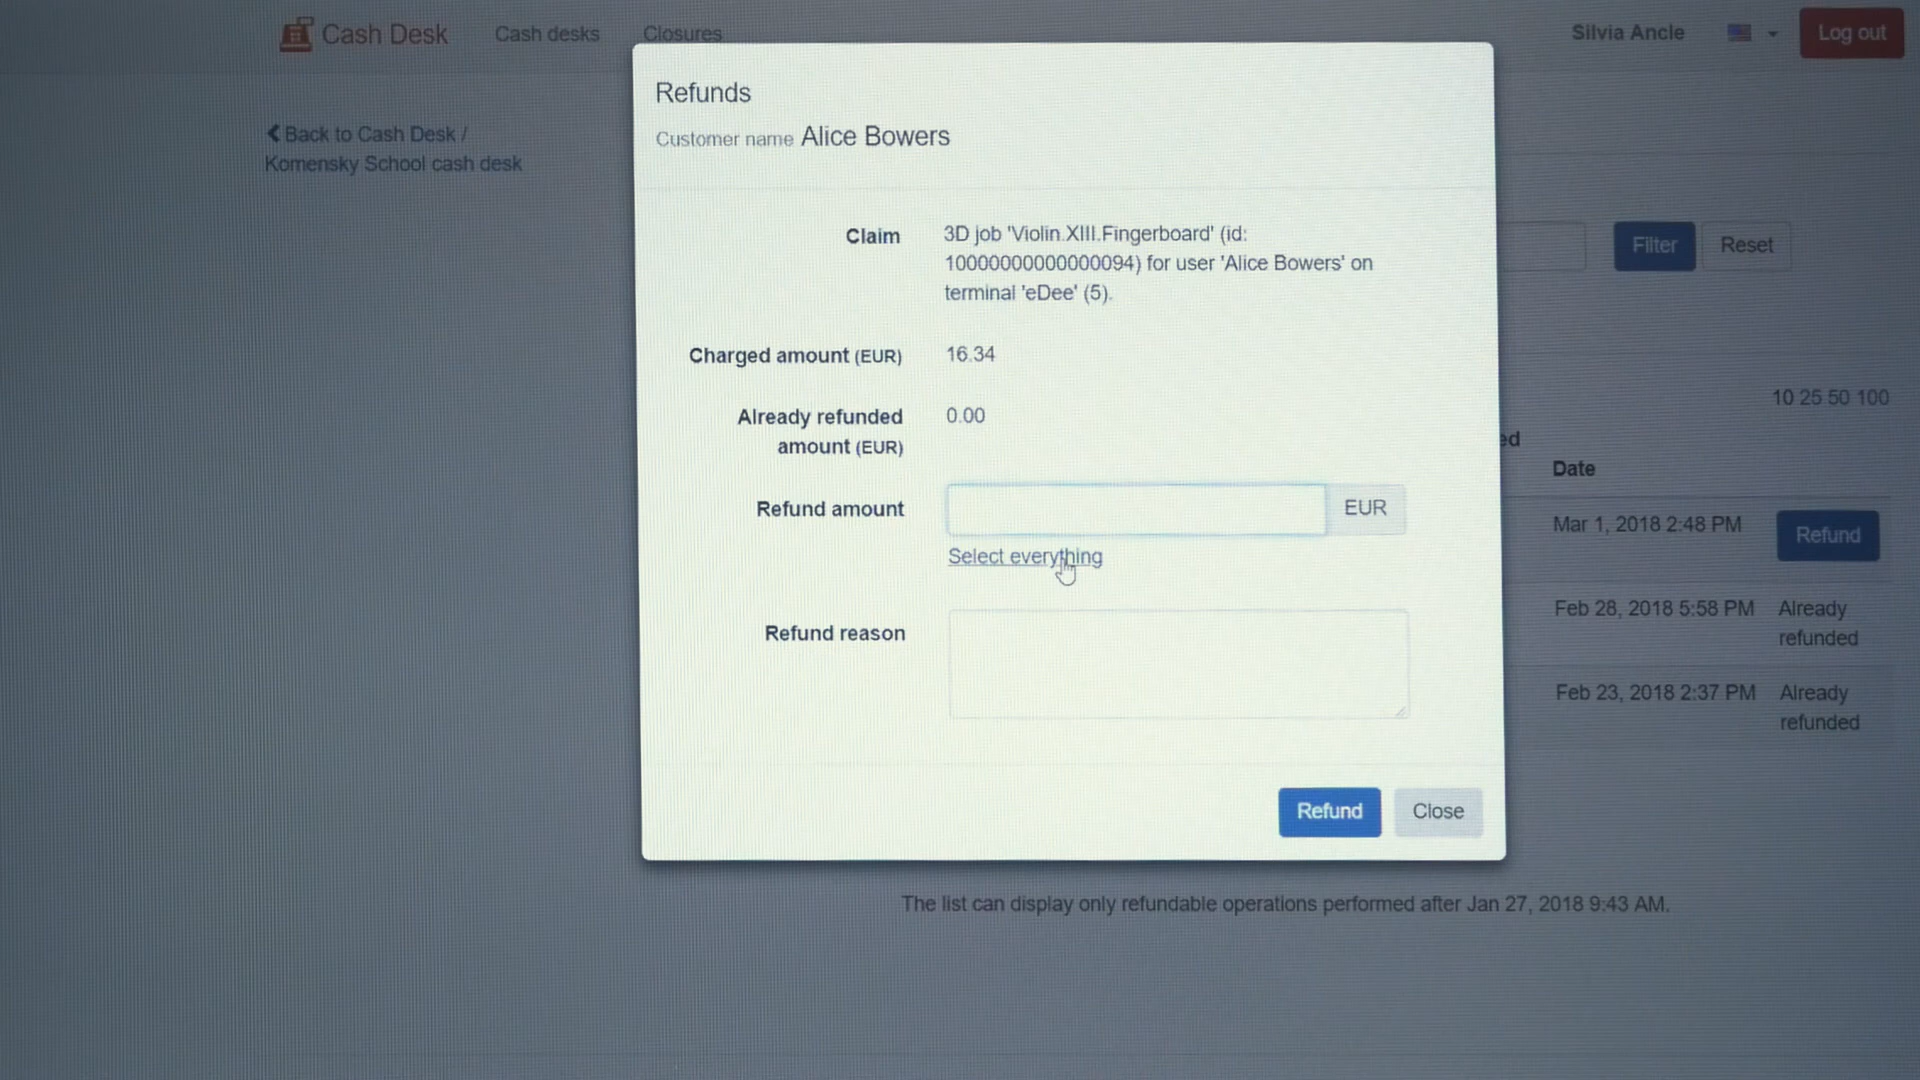 Cash Desk
Cash desks
Closures
Silvia Ancle
Log out
Back to Cash Desk /
Komensky School cash desk
Refunds
Customer name Alice Bowers
Claim
3D job 'Violin.XIII.Fingerboard' (id:
10000000000000094) for user 'Alice Bowers' on
terminal 'eDee' (5).
Charged amount (EUR)
16.34
Already refunded
amount (EUR)
0.00
Refund amount
EUR
Select everything
Refund reason
Refund
Close
Filter
Reset
10 25 50 100
ed
Date
Mar 1, 2018 2:48 PM
Refund
Feb 28, 2018 5:58 PM
Already
refunded
Feb 23, 2018 2:37 PM
Already
refunded
The list can display only refundable operations performed after Jan 27, 2018 9:43 AM.